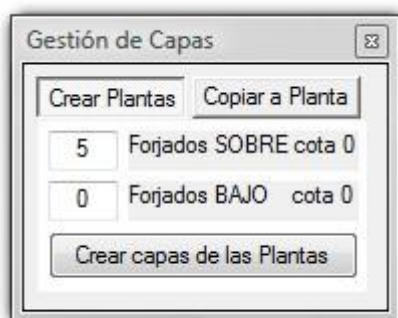 Gestión de Capas
Crear Plantas Copiar a Planta
5 Forjados SOBRE cota 0
0 Forjados BAJO cota 0
Crear capas de las Plantas